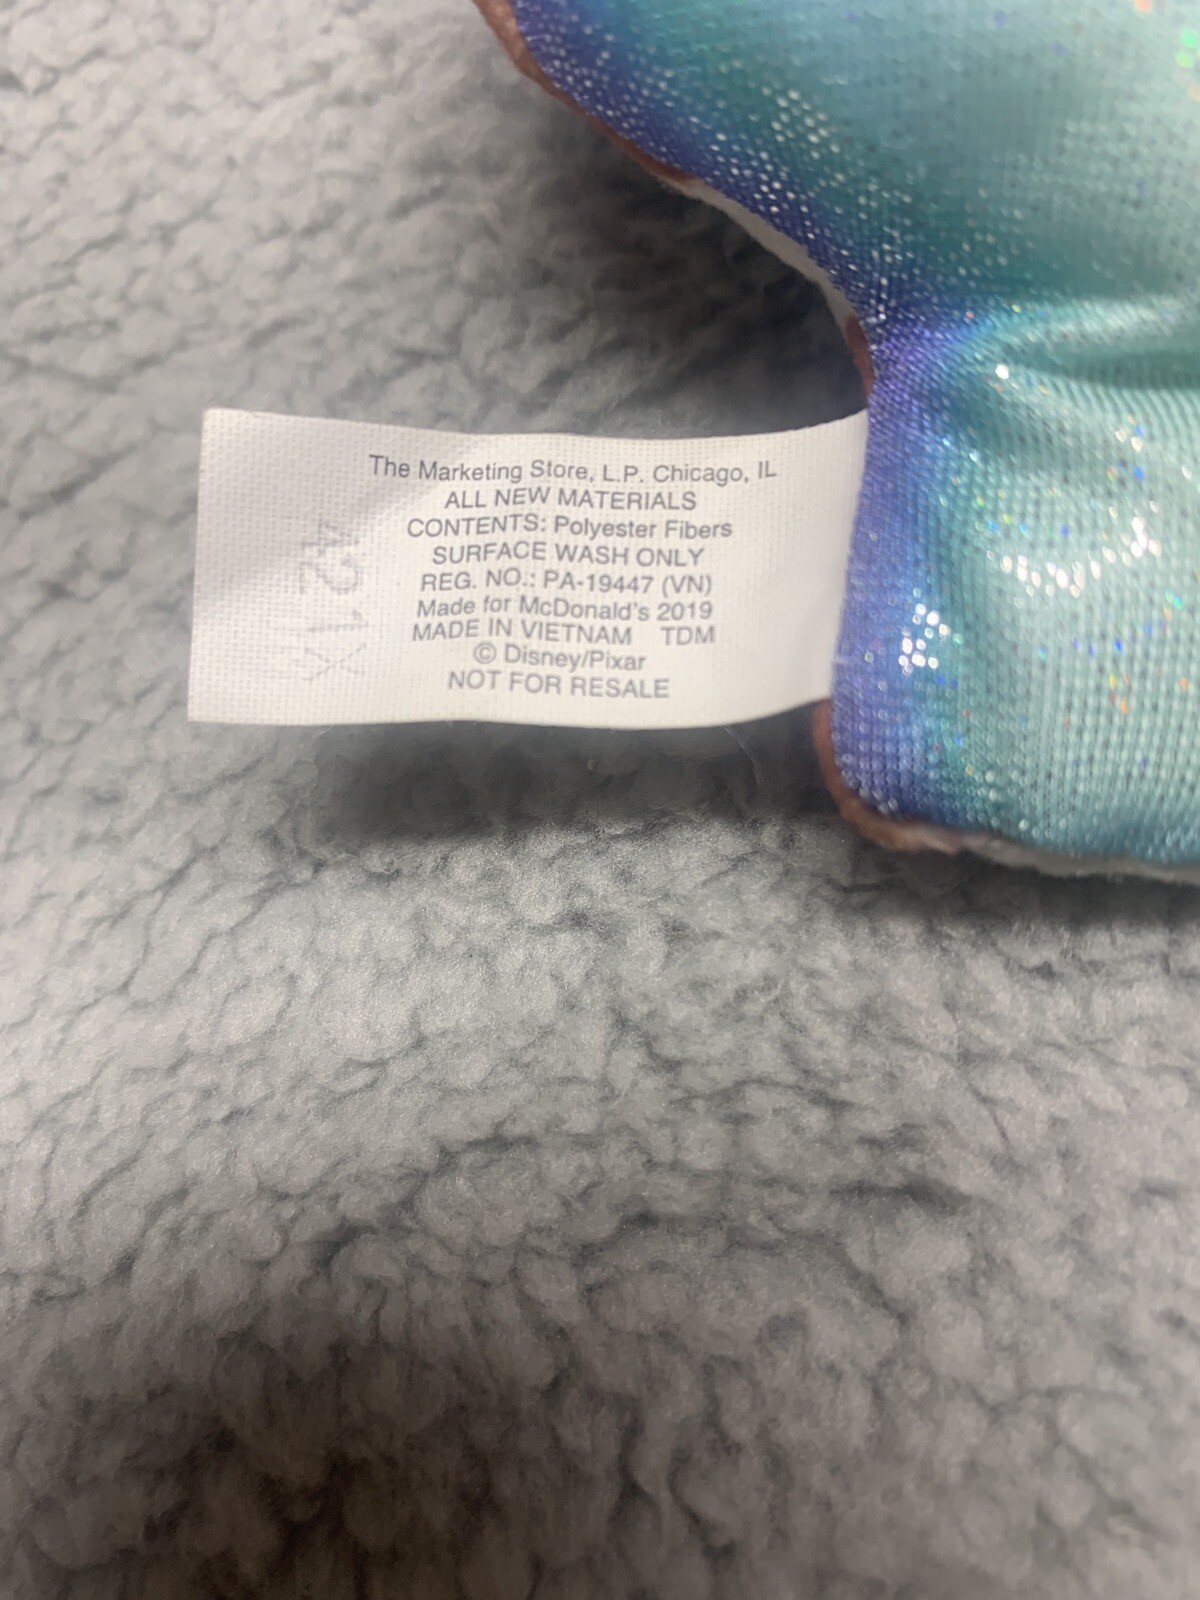 The Marketing Store, L.P. Chicago, IL
ALL NEW MATERIALS
CONTENTS: Polyester Fibers
SURFACE WASH ONLY
REG. NO.: PA-19447 (VN)
Made for McDonald's 2019
MADE IN VIETNAM TDM
© Disney/Pixar
NOT FOR RESALE